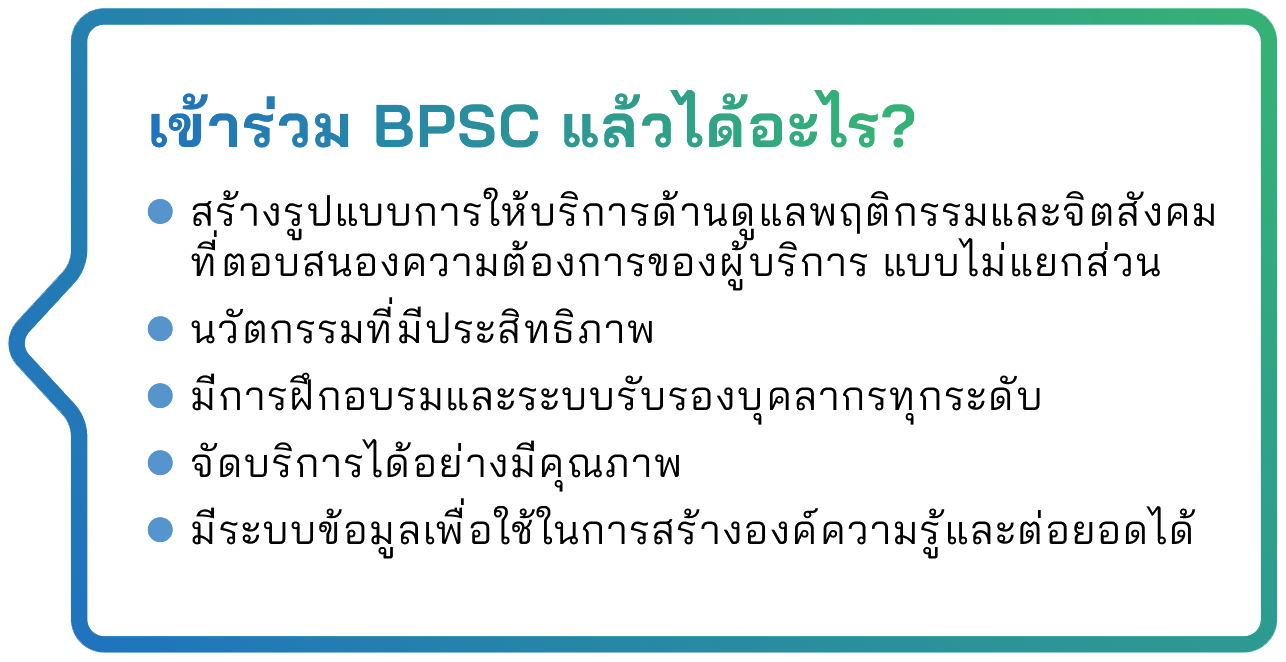 เข้าร่วม BPSC แล้วได้อะไร?
สร้างรูปแบบการให้บริการด้านดูแลพฤติกรรมและจิตสังคม
ที่ตอบสนองความต้องการของผู้บริการ แบบไม่แยกส่วน
นวัตกรรมที่มีประสิทธิภาพ
มีการฝึกอบรมและระบบรับรองบุคลากรทุกระดับ
จัดบริการได้อย่างมีคุณภาพ
มีระบบข้อมูลเพื่อใช้ในการสร้างองค์ความรู้และต่อยอดได้